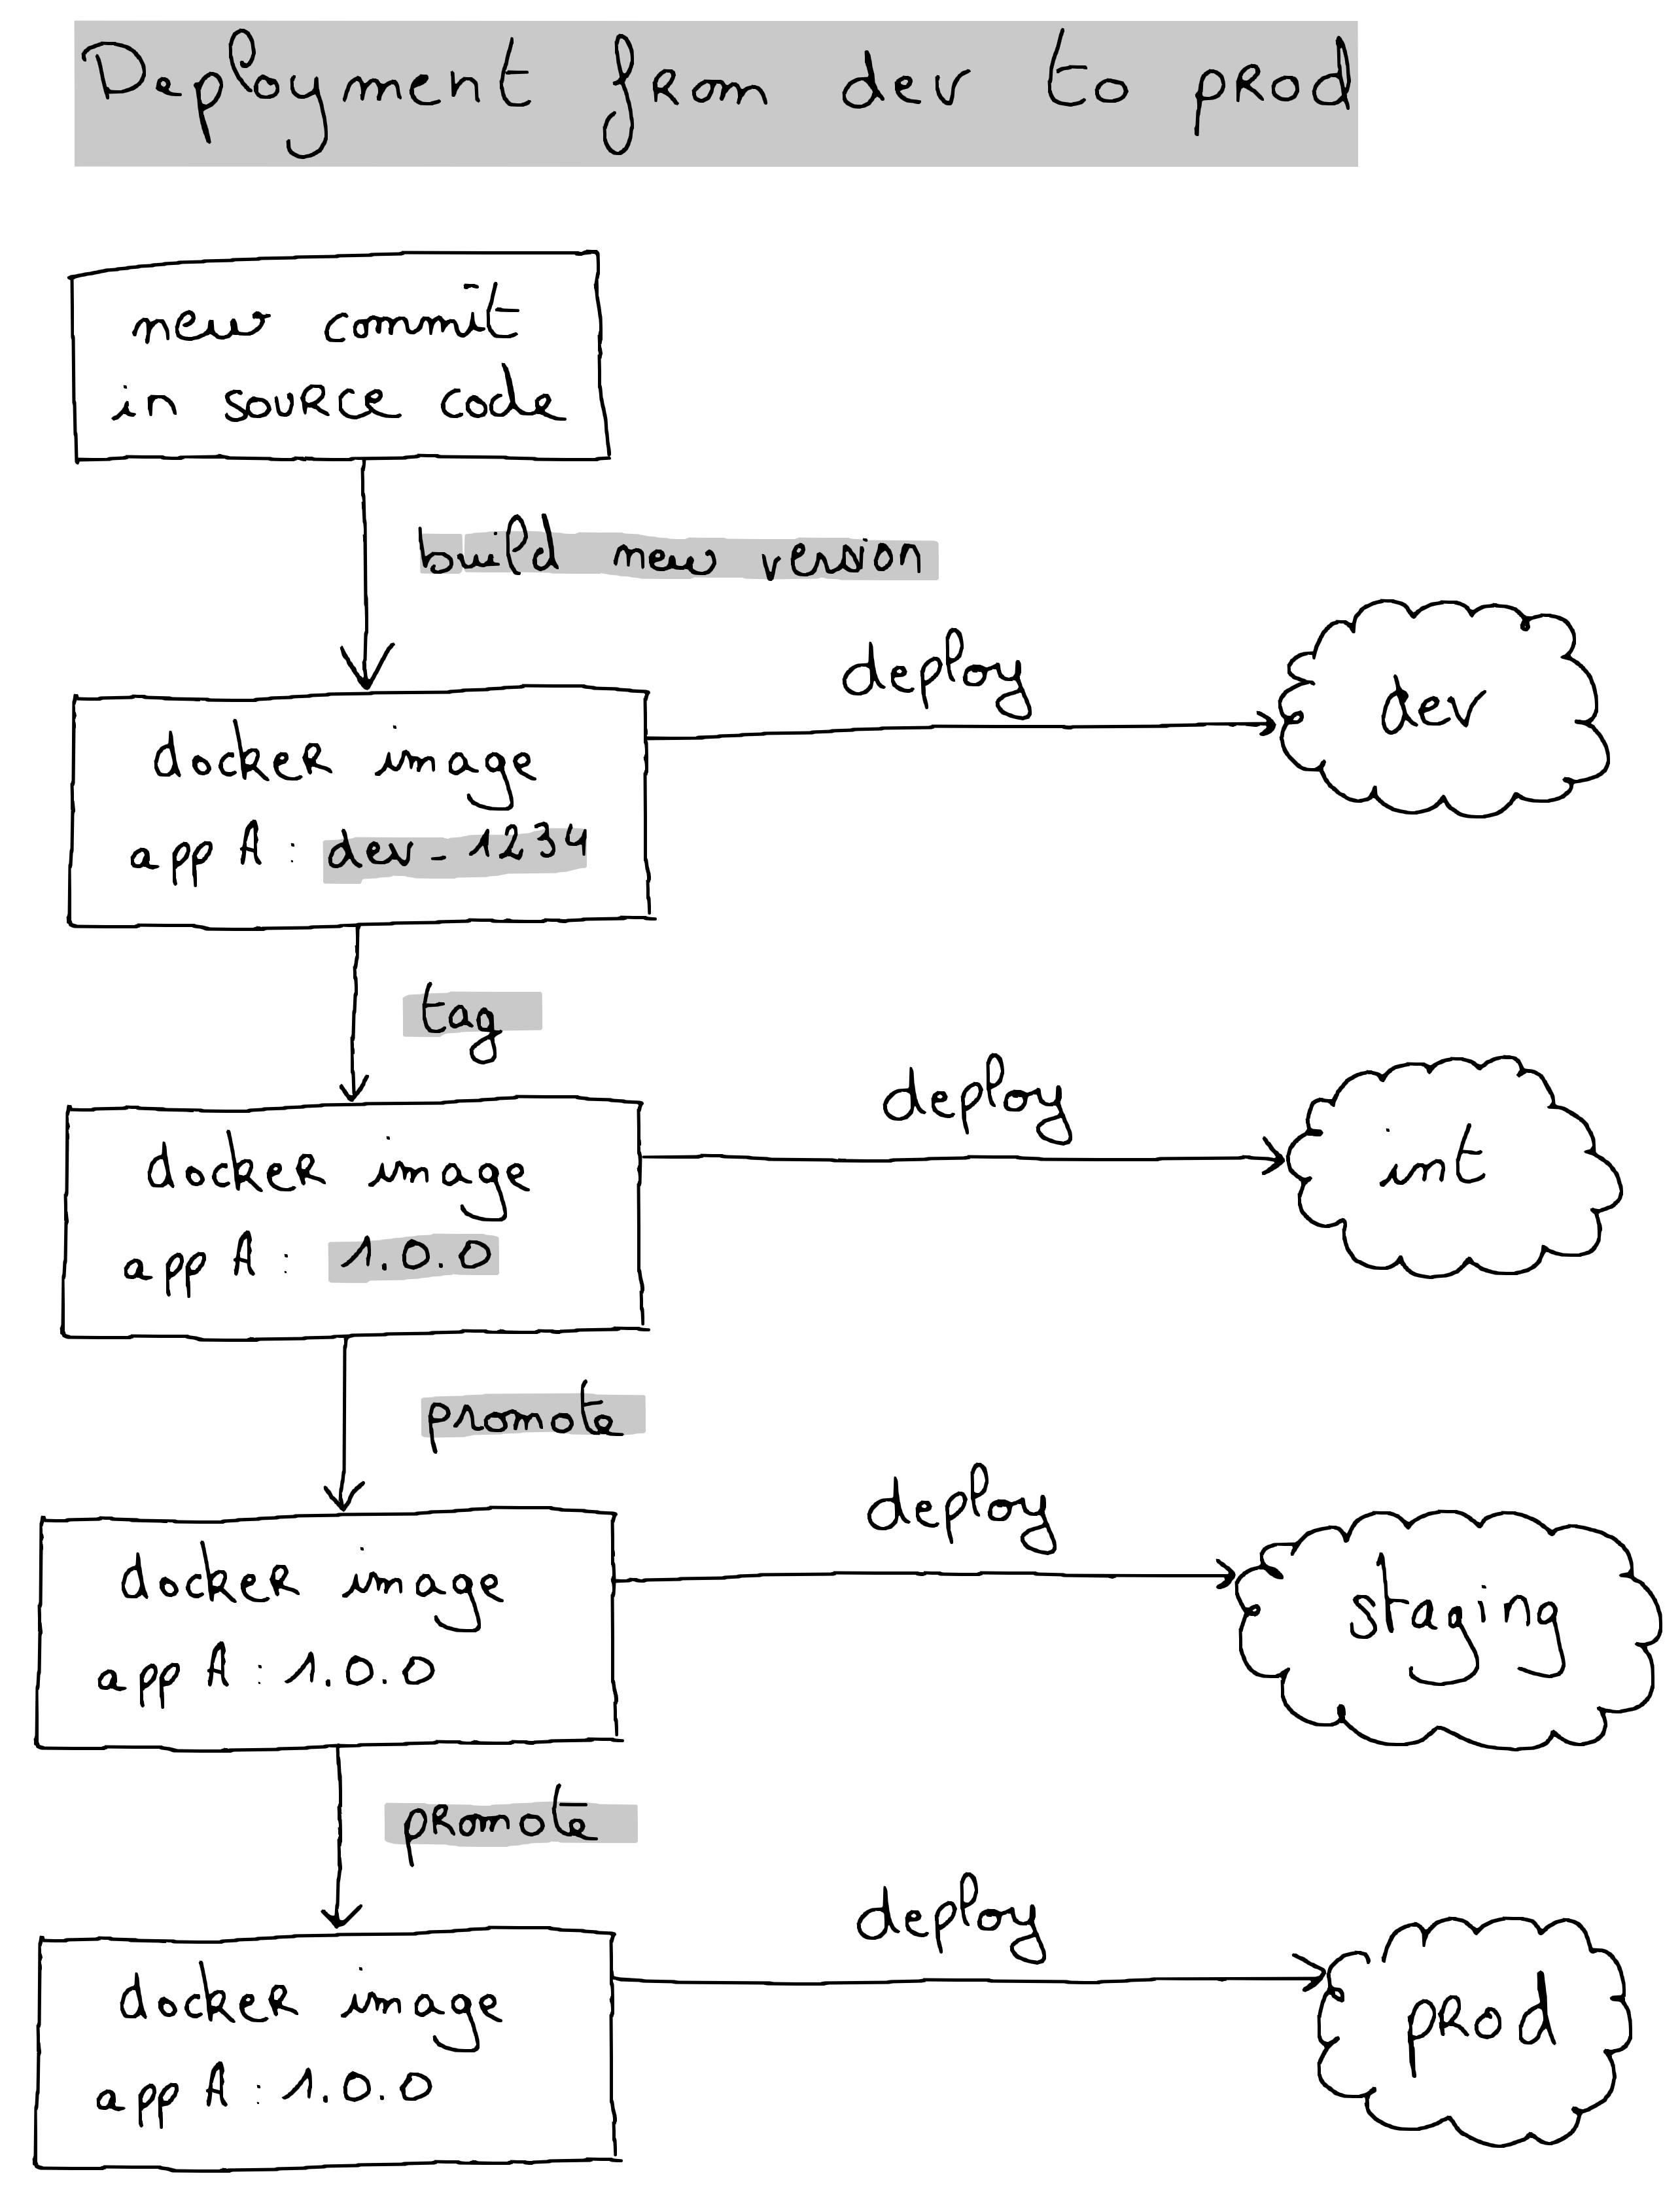 Deployment from dev to prod
new commit
in source code
build new version
deploy
dev
docker image
app A : dev-1234
tag
deploy
int
docker image
app A : 1.0.0
promote
deploy
staging
docker image
app A : 1.0.0
promote
deploy
prod
docker image
app A : 1.0.0